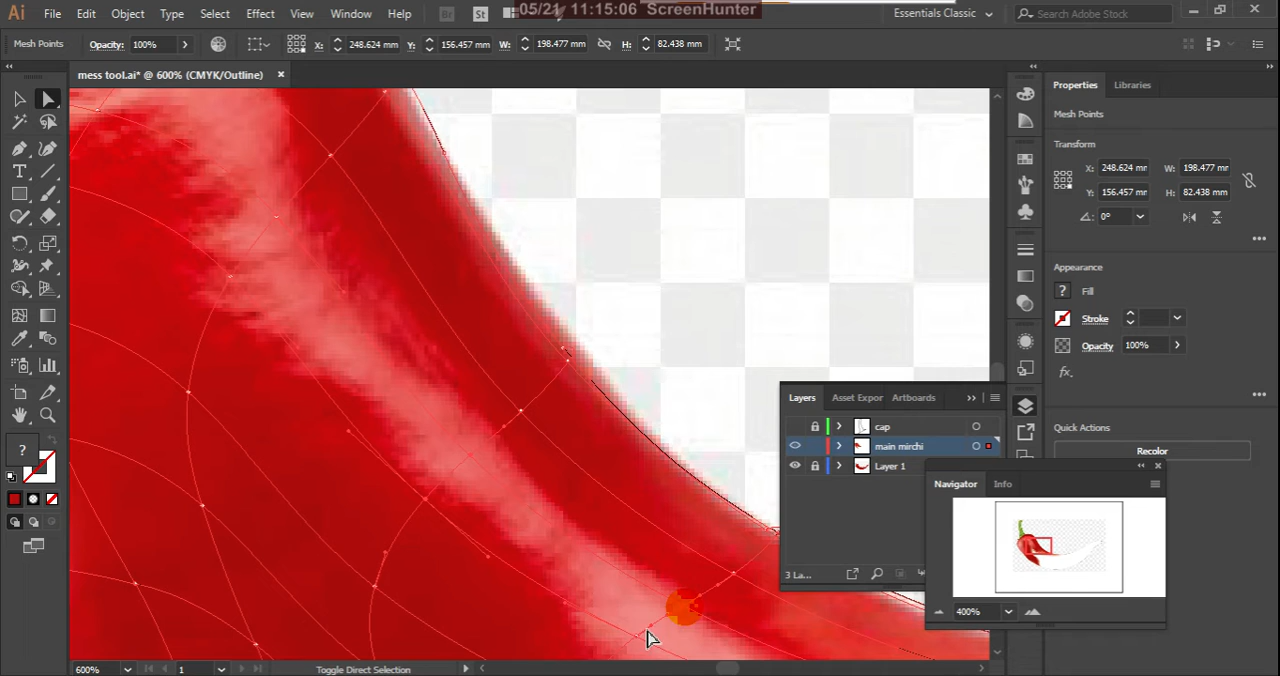 05/21 11:15:06 ScreenHunter
Ai File Edit Object Type Select Effect View Window Help Br St Essentials Classic Search Adobe Stock
Mesh Points Opacity: 100% X: 248.624 mm Y: 156.457 mm W: 198.477 mm H: 82.438 mm
mess tool.ai* @ 600% (CMYK/Outline)
Properties Libraries
Mesh Points
Transform
X: 248.624 mr W: 198.477 mr
Y: 156.457 mr H: 82.438 mm
0°
Appearance
? Fill
Stroke
Opacity 100%
fx.
Quick Actions
Recolor
Layers Asset Expor Artboards
cap
main mirchi
Layer 1
3 La...
Navigator Info
400%
?
600% 1 Toggle Direct Selection